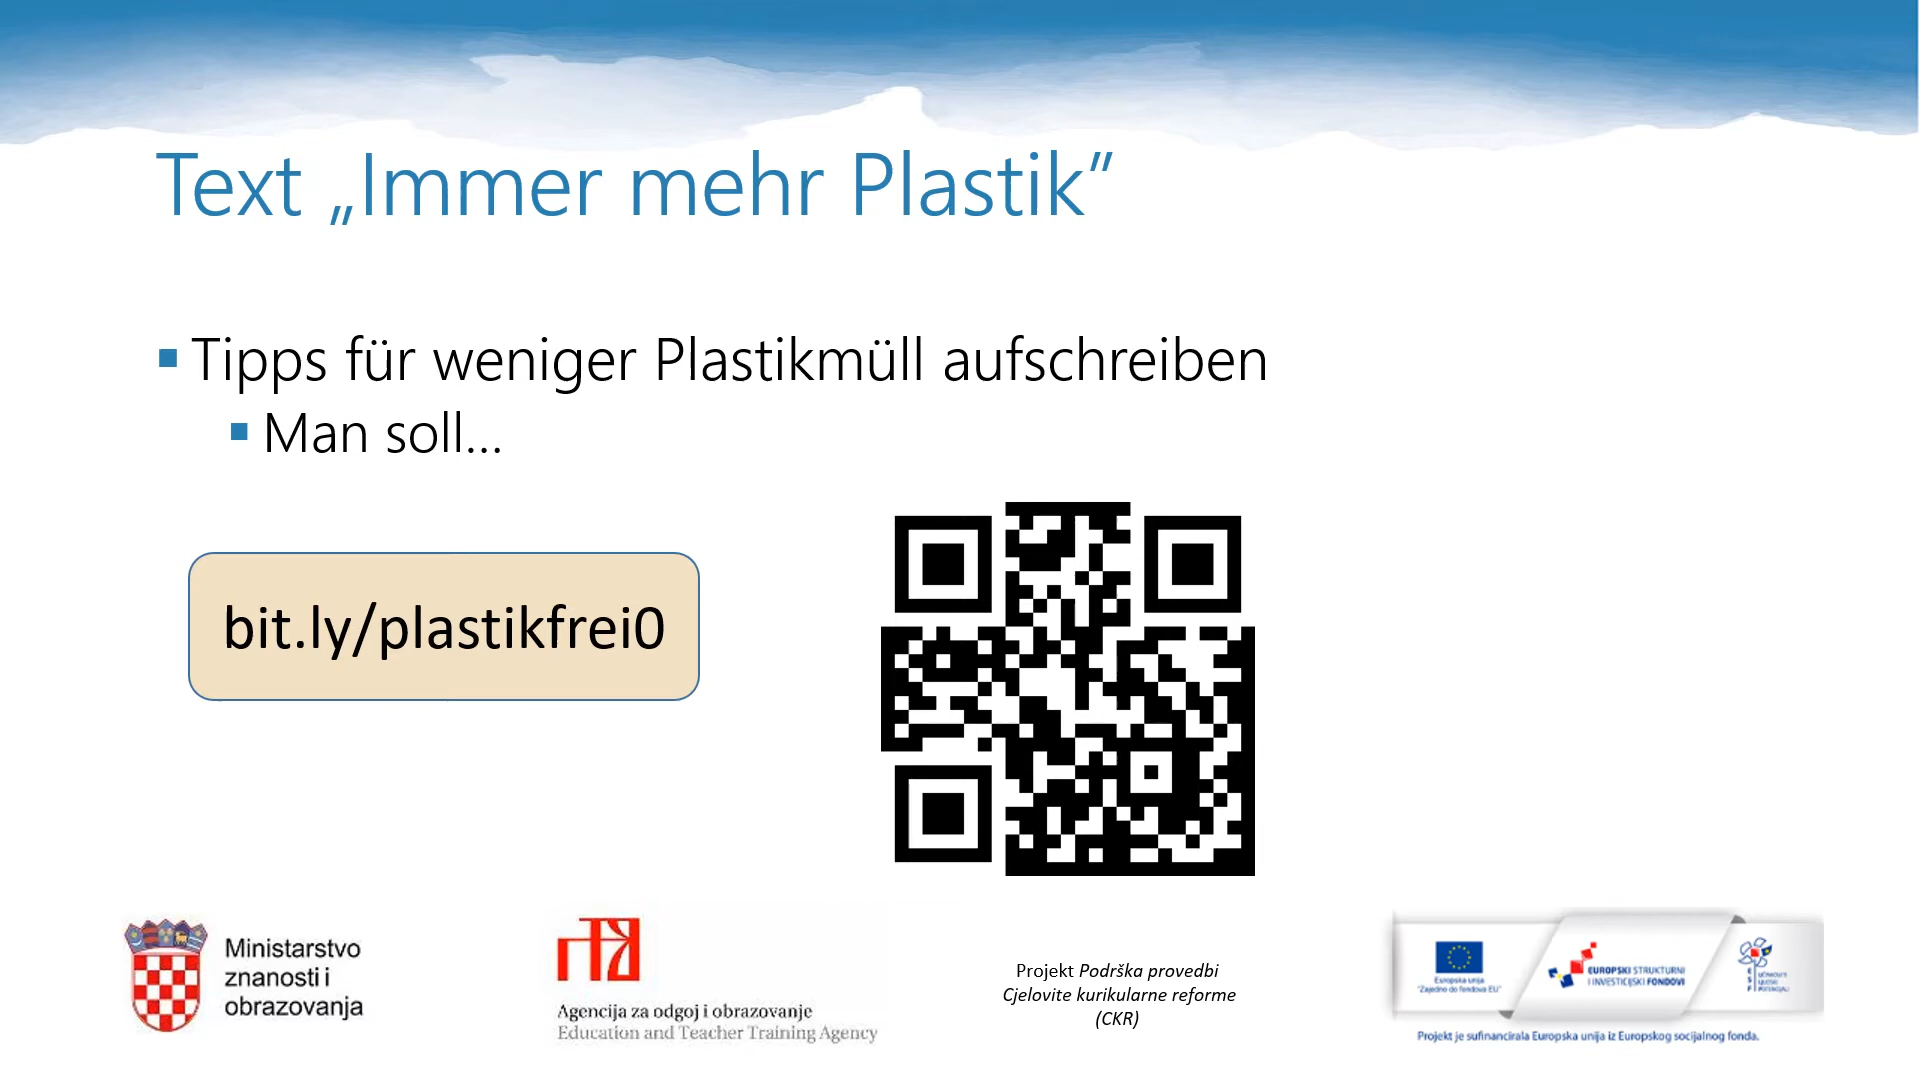 Text „Immer mehr Plastik”
Tipps für weniger Plastikmüll aufschreiben
Man soll...
bit.ly/plastikfrei0
Ministarstvo
znanosti i
obrazovanja
Agencija za odgoj i obrazovanje
Education and Teacher Training Agency
Projekt Podrška provedbi
Cjelovite kurikularne reforme
(CKR)
Europska unija
"Zajedno do fondova EU"
EUROPSKI STRUKTURNI
I INVESTICIJSKI FONDOVI
Projekt je sufinancirala Europska unija iz Europskog socijalnog fonda.